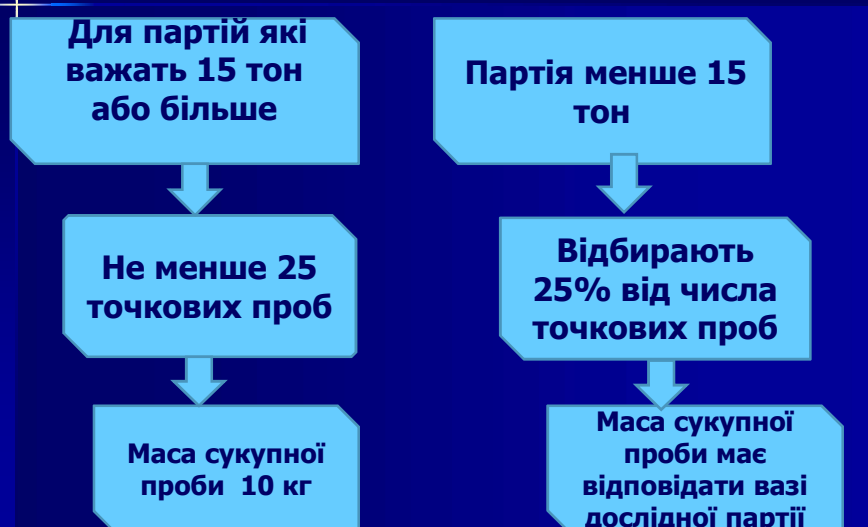 Для партій які
важать 15 тон
або більше
Не менше 25
точкових проб
Маса сукупної
проби 10 кг
Партія менше 15
тон
Відбирають
25% від числа
точкових проб
Маса сукупної
проби має
відповідати вазі
дослідної партії